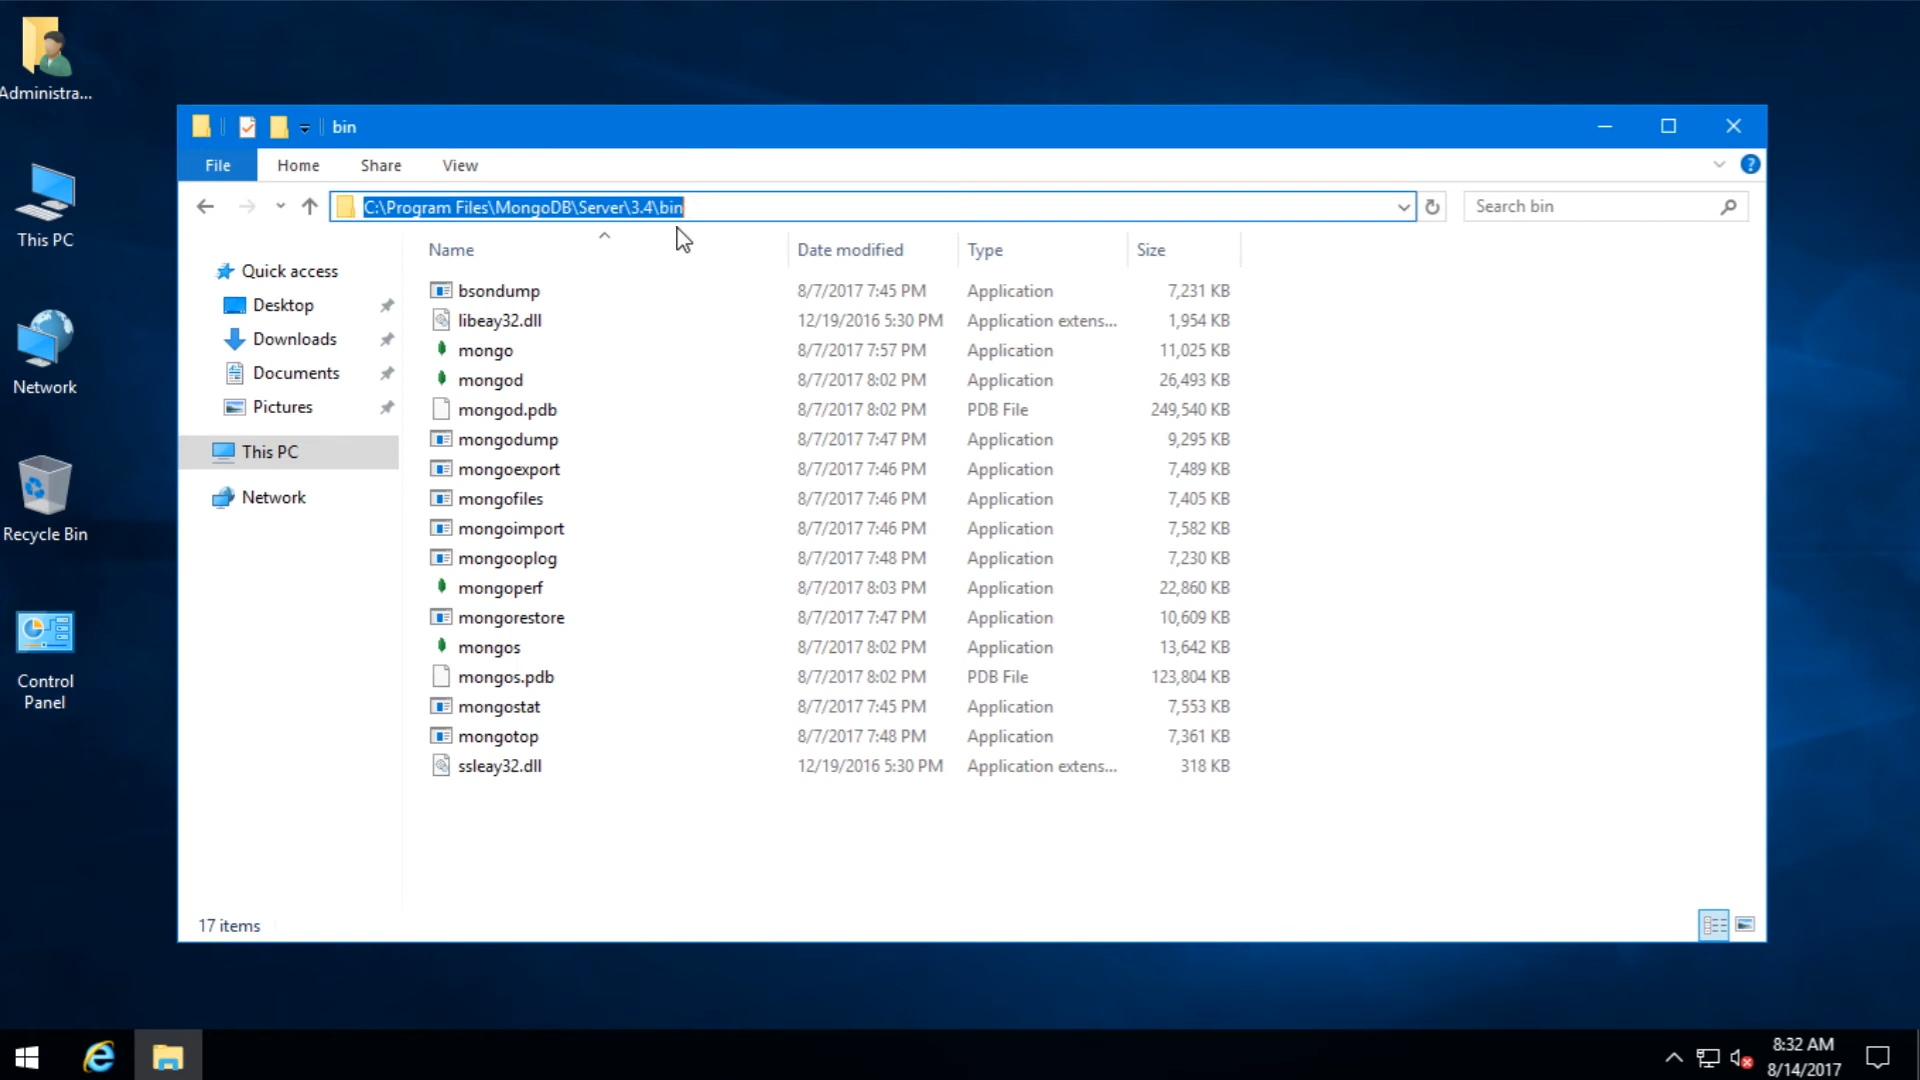 Administra...
This PC
Network
Recycle Bin
Control
Panel
bin
File Home Share View
C:\Program Files\MongoDB\Server\3.4\bin
Search bin
Quick access
Desktop
Downloads
Documents
Pictures
This PC
Network
Name Date modified Type Size
bsondump 8/7/2017 7:45 PM Application 7,231 KB
libeay32.dll 12/19/2016 5:30 PM Application extens... 1,954 KB
mongo 8/7/2017 7:57 PM Application 11,025 KB
mongod 8/7/2017 8:02 PM Application 26,493 KB
mongod.pdb 8/7/2017 8:02 PM PDB File 249,540 KB
mongodump 8/7/2017 7:47 PM Application 9,295 KB
mongoexport 8/7/2017 7:46 PM Application 7,489 KB
mongofiles 8/7/2017 7:46 PM Application 7,405 KB
mongoimport 8/7/2017 7:46 PM Application 7,582 KB
mongooplog 8/7/2017 7:48 PM Application 7,230 KB
mongoperf 8/7/2017 8:03 PM Application 22,860 KB
mongorestore 8/7/2017 7:47 PM Application 10,609 KB
mongos 8/7/2017 8:02 PM Application 13,642 KB
mongos.pdb 8/7/2017 8:02 PM PDB File 123,804 KB
mongostat 8/7/2017 7:45 PM Application 7,553 KB
mongotop 8/7/2017 7:48 PM Application 7,361 KB
ssleay32.dll 12/19/2016 5:30 PM Application extens... 318 KB
17 items
8:32 AM
8/14/2017